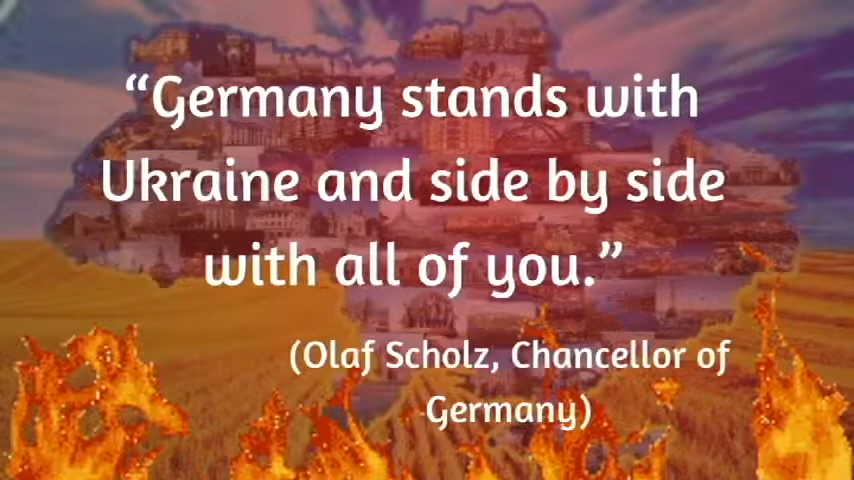 “Germany stands with
Ukraine and side by side
with all of you.”
(Olaf Scholz, Chancellor of
Germany)